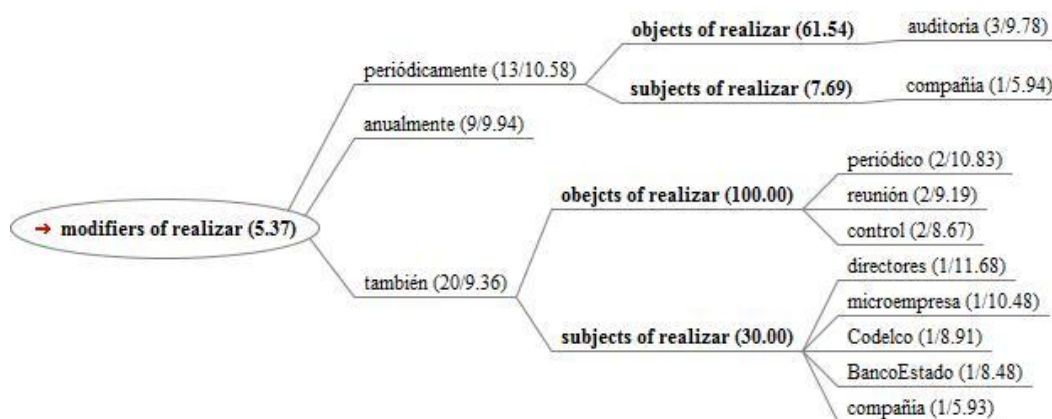 objects of realizar (61.54)
auditoría (3/9.78)
periódicamente (13/10.58)
subjects of realizar (7.69)
compañía (1/5.94)
anualmente (9/9.94)
➔ modifiers of realizar (5.37)
obejcts of realizar (100.00)
periódico (2/10.83)
reunión (2/9.19)
control (2/8.67)
también (20/9.36)
subjects of realizar (30.00)
directores (1/11.68)
microempresa (1/10.48)
Codelco (1/8.91)
BancoEstado (1/8.48)
compañía (1/5.93)